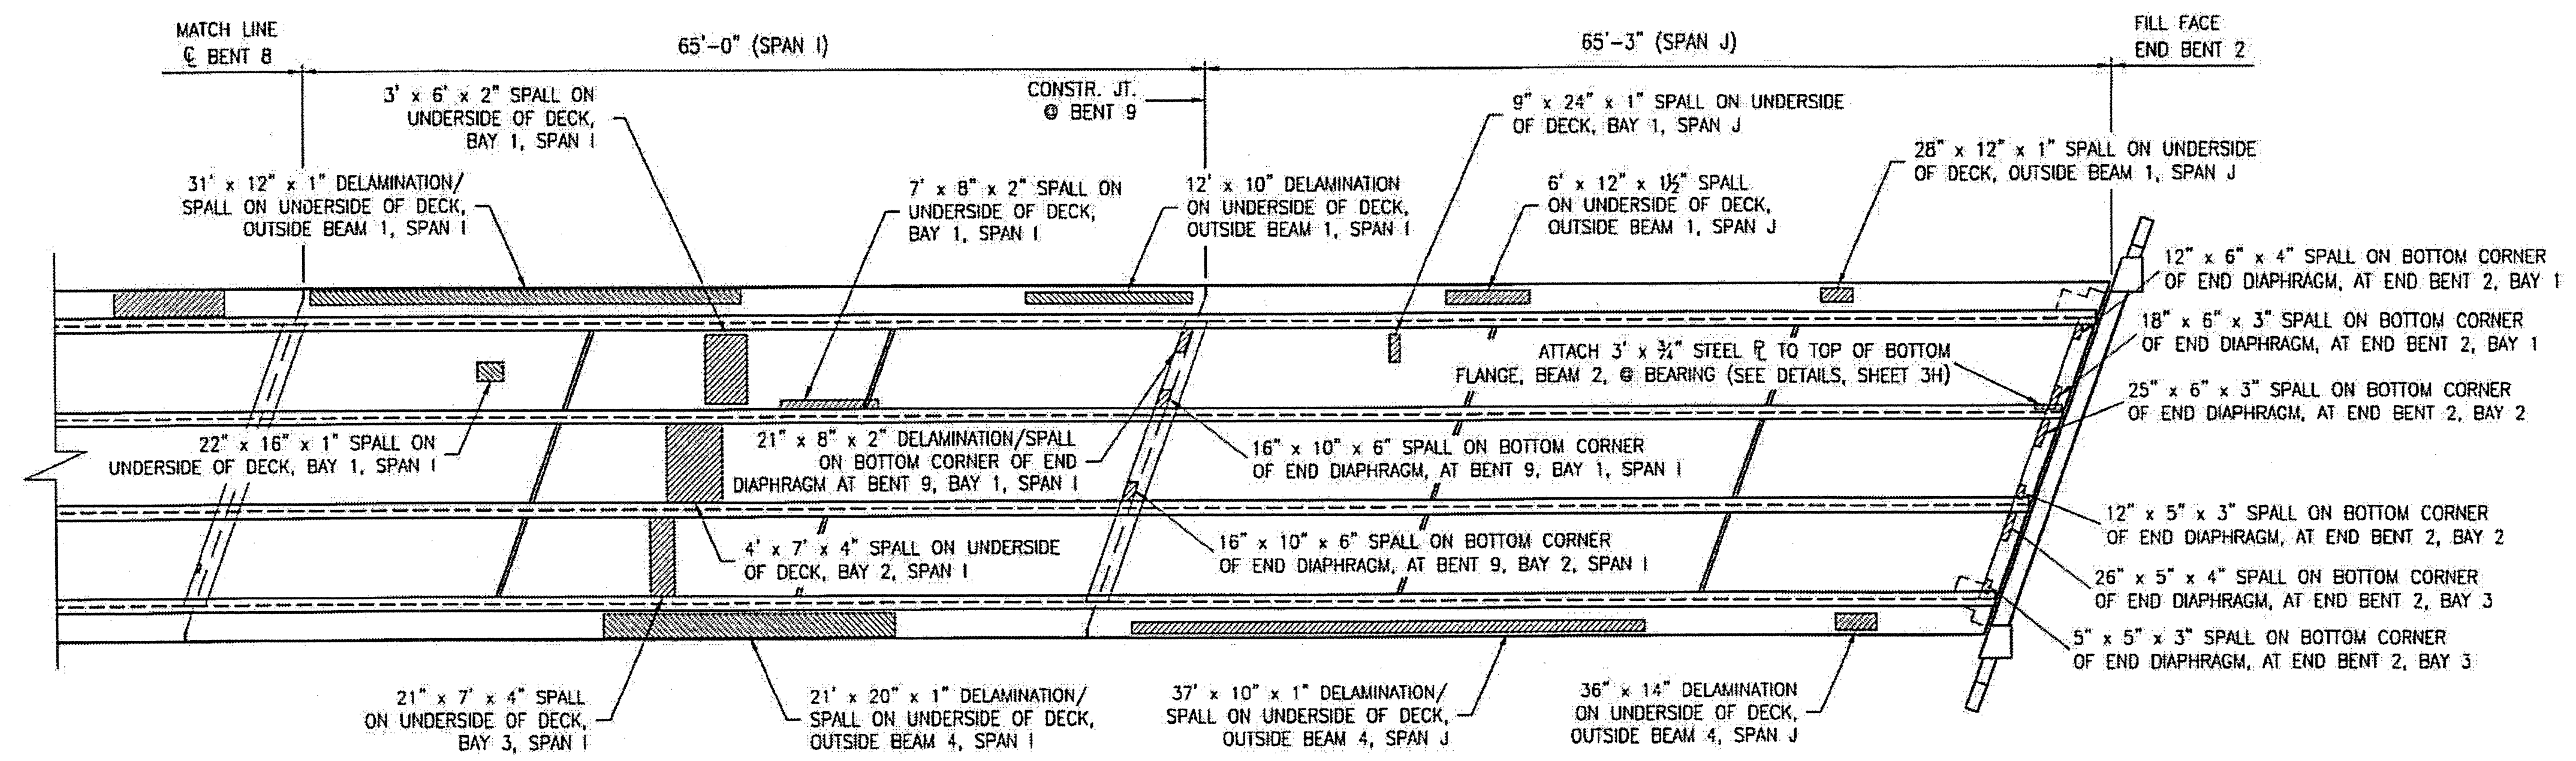 MATCH LINE
℄ BENT 8
65'-0" (SPAN I)
65'-3" (SPAN J)
FILL FACE
END BENT 2
CONSTR. JT.
@ BENT 9
3' x 6' x 2" SPALL ON
UNDERSIDE OF DECK,
BAY 1, SPAN I
9" x 24" x 1" SPALL ON UNDERSIDE
OF DECK, BAY 1, SPAN J
28" x 12" x 1" SPALL ON UNDERSIDE
OF DECK, OUTSIDE BEAM 1, SPAN J
31' x 12" x 1" DELAMINATION/
SPALL ON UNDERSIDE OF DECK,
OUTSIDE BEAM 1, SPAN I
7' x 8" x 2" SPALL ON
UNDERSIDE OF DECK,
BAY 1, SPAN I
12' x 10" DELAMINATION
ON UNDERSIDE OF DECK,
OUTSIDE BEAM 1, SPAN I
6' x 12" x 1½" SPALL
ON UNDERSIDE OF DECK,
OUTSIDE BEAM 1, SPAN J
12" x 6" x 4" SPALL ON BOTTOM CORNER
OF END DIAPHRAGM, AT END BENT 2, BAY 1
18" x 6" x 3" SPALL ON BOTTOM CORNER
OF END DIAPHRAGM, AT END BENT 2, BAY 1
ATTACH 3' x ¾" STEEL ℄ TO TOP OF BOTTOM
FLANGE, BEAM 2, @ BEARING (SEE DETAILS, SHEET 3H)
25" x 6" x 3" SPALL ON BOTTOM CORNER
OF END DIAPHRAGM, AT END BENT 2, BAY 2
22" x 16" x 1" SPALL ON
UNDERSIDE OF DECK, BAY 1, SPAN I
21" x 8" x 2" DELAMINATION/SPALL
ON BOTTOM CORNER OF END
DIAPHRAGM AT BENT 9, BAY 1, SPAN I
16" x 10" x 6" SPALL ON BOTTOM CORNER
OF END DIAPHRAGM, AT BENT 9, BAY 1, SPAN I
4' x 7' x 4" SPALL ON UNDERSIDE
OF DECK, BAY 2, SPAN I
16" x 10" x 6" SPALL ON BOTTOM CORNER
OF END DIAPHRAGM, AT BENT 9, BAY 2, SPAN I
12" x 5" x 3" SPALL ON BOTTOM CORNER
OF END DIAPHRAGM, AT END BENT 2, BAY 2
26" x 5" x 4" SPALL ON BOTTOM CORNER
OF END DIAPHRAGM, AT END BENT 2, BAY 3
5" x 5" x 3" SPALL ON BOTTOM CORNER
OF END DIAPHRAGM, AT END BENT 2, BAY 3
21" x 7' x 4" SPALL
ON UNDERSIDE OF DECK,
BAY 3, SPAN I
21' x 20" x 1" DELAMINATION/
SPALL ON UNDERSIDE OF DECK,
OUTSIDE BEAM 4, SPAN I
37' x 10" x 1" DELAMINATION/
SPALL ON UNDERSIDE OF DECK,
OUTSIDE BEAM 4, SPAN J
36" x 14" DELAMINATION
ON UNDERSIDE OF DECK,
OUTSIDE BEAM 4, SPAN J